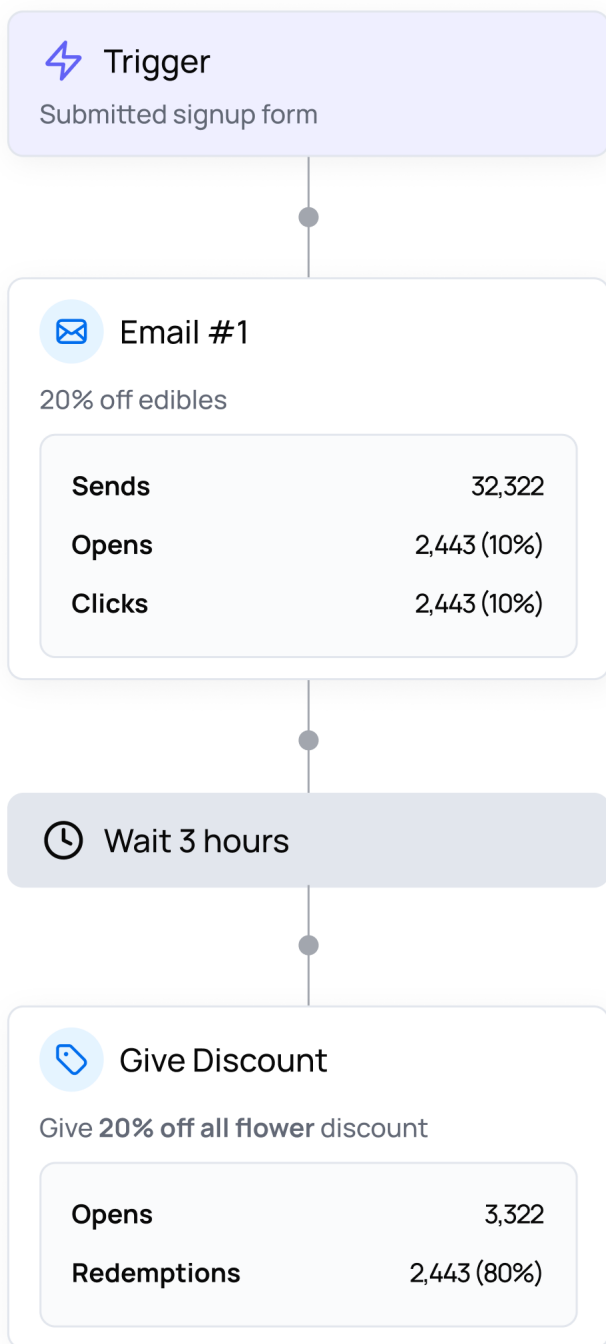 Trigger
Submitted signup form
Email #1
20% off edibles
Sends 32,322
Opens 2,443 (10%)
Clicks 2,443 (10%)
Wait 3 hours
Give Discount
Give 20% off all flower discount
Opens 3,322
Redemptions 2,443 (80%)